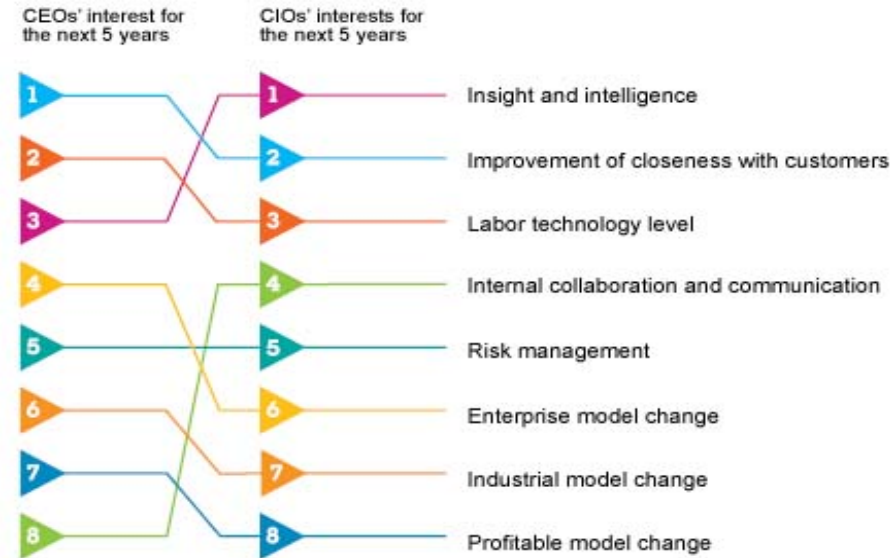 CEOs' interest for
the next 5 years
CIOs' interests for
the next 5 years
1 1 Insight and intelligence
2 2 Improvement of closeness with customers
3 3 Labor technology level
4 4 Internal collaboration and communication
5 5 Risk management
6 6 Enterprise model change
7 7 Industrial model change
8 8 Profitable model change